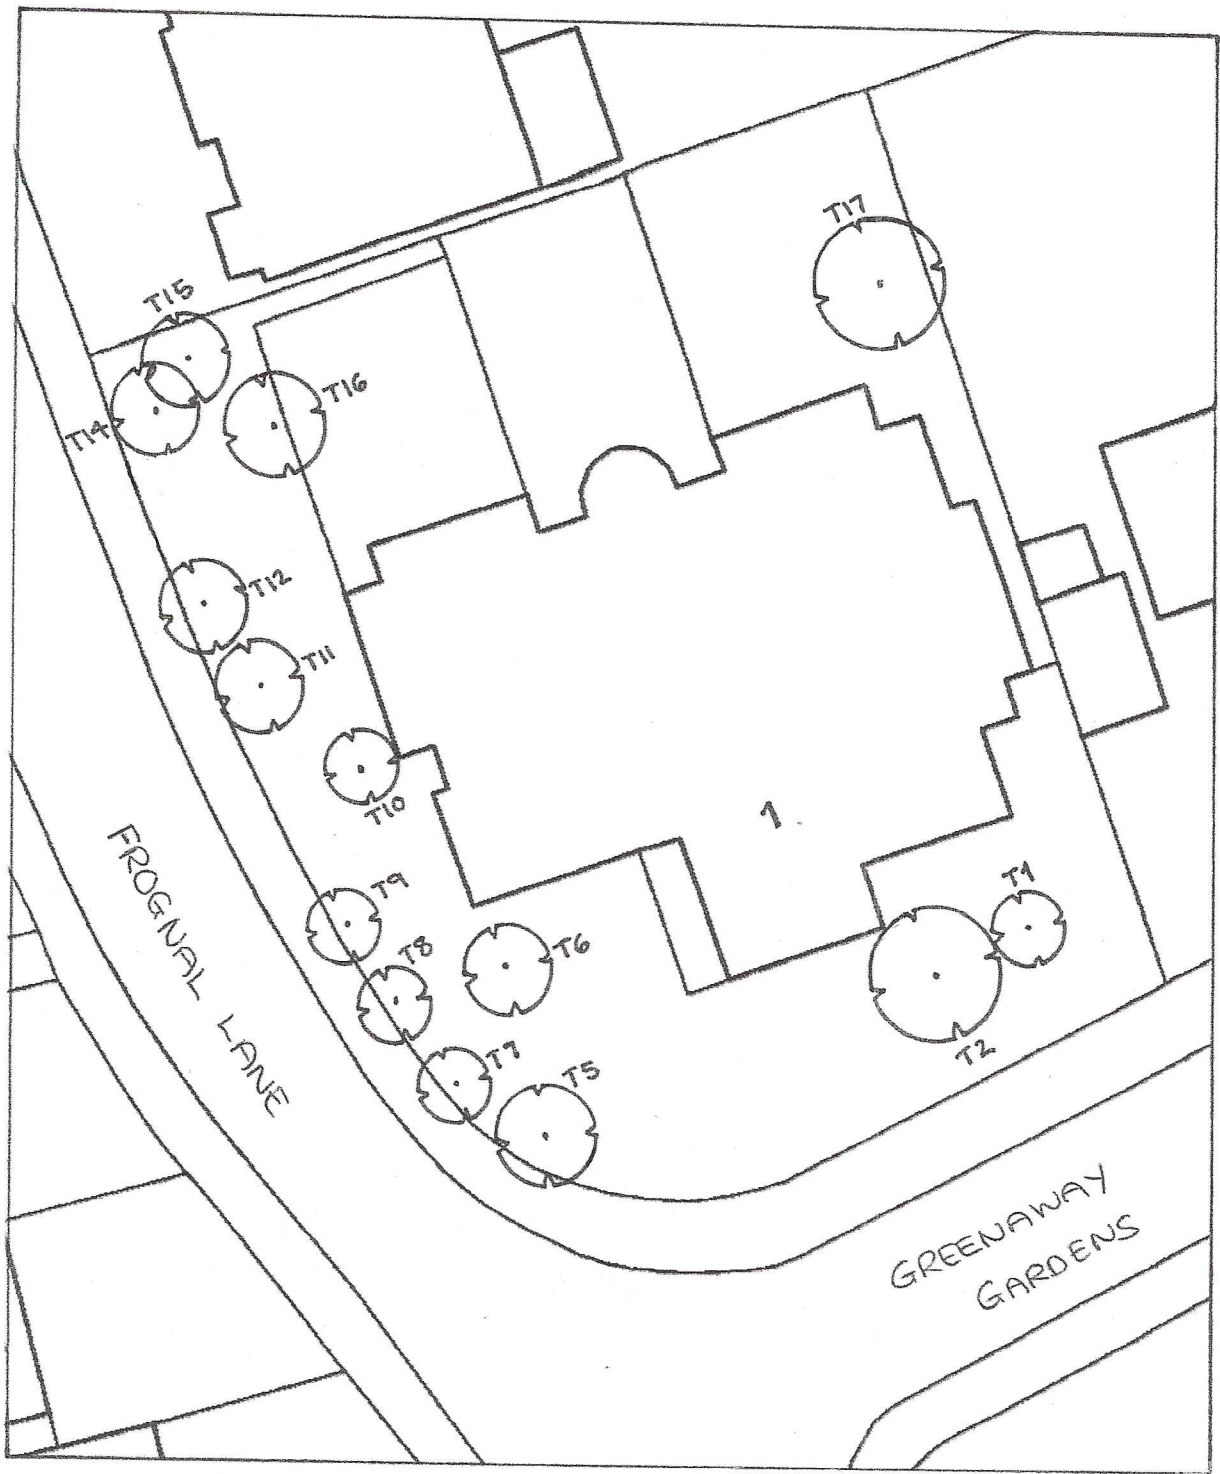 T17
T15
T16
T14
T12
T11
T10
1
T9
T1
T8
T6
T7
T2
T5
FROGNAL LANE
GREENAWAY
GARDENS